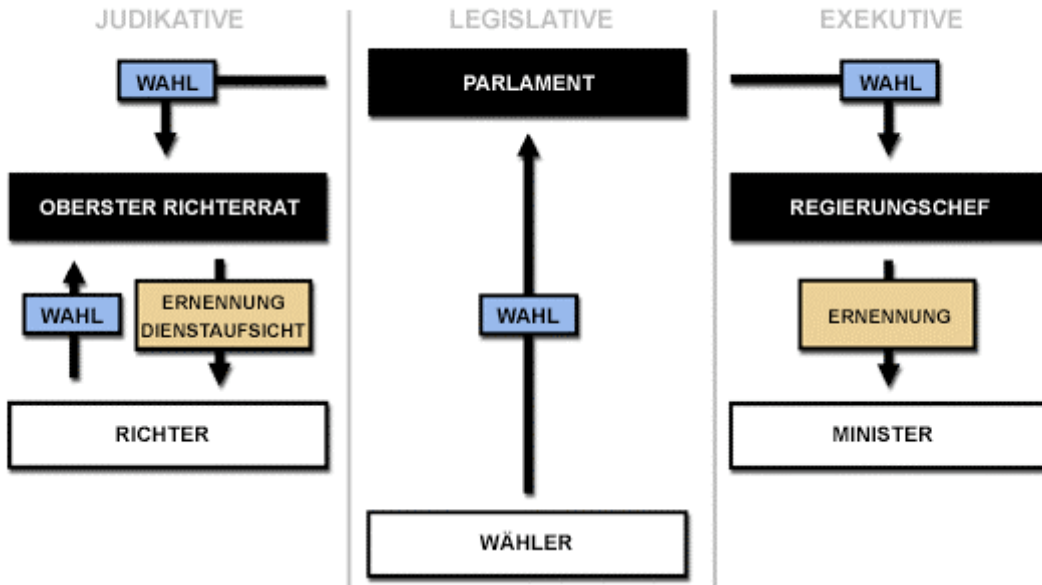 JUDIKATIVE
LEGISLATIVE
EXEKUTIVE
WAHL
PARLAMENT
WAHL
OBERSTER RICHTERRAT
REGIERUNGSCHEF
WAHL
ERNENNUNG
DIENSTAUFSICHT
WAHL
ERNENNUNG
RICHTER
MINISTER
WÄHLER